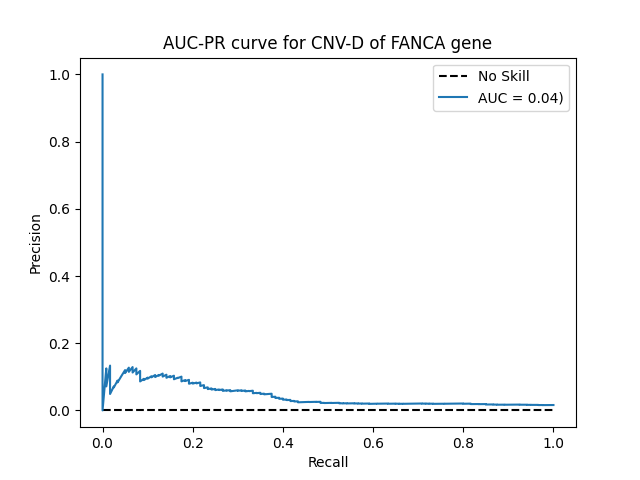 AUC-PR curve for CNV-D of FANCA gene
No Skill
AUC = 0.04)
Precision
1.0
0.8
0.6
0.4
0.2
0.0
0.0 0.2 0.4 0.6 0.8 1.0
Recall